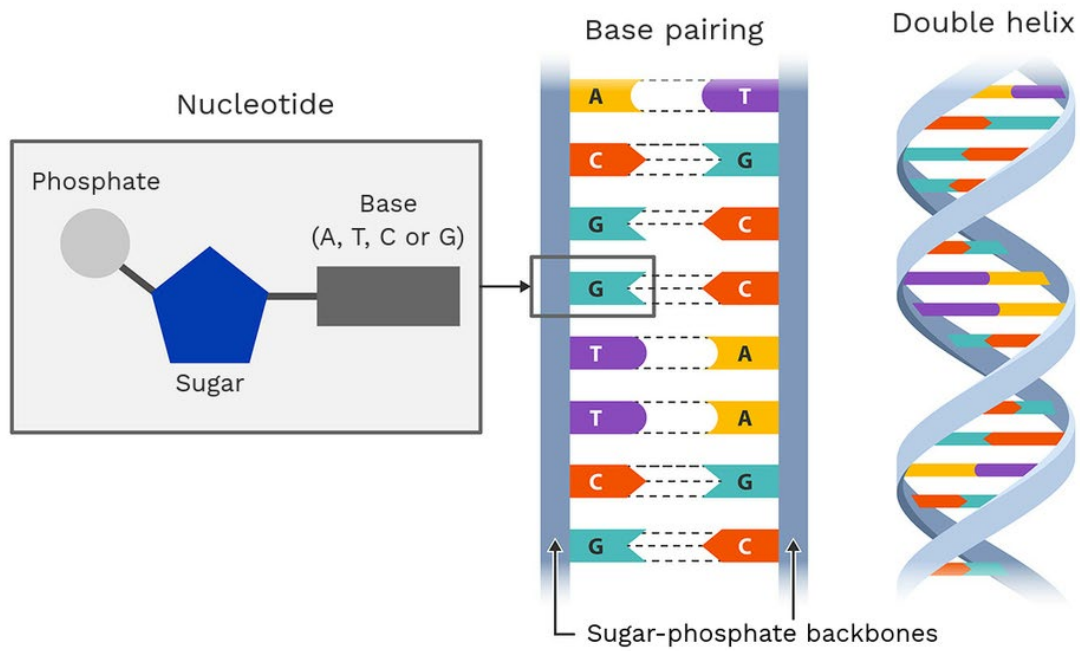 Nucleotide
Phosphate
Base
(A, T, C or G)
Sugar
Base pairing
A T
C G
G C
G C
T A
T A
C G
G C
Sugar-phosphate backbones
Double helix